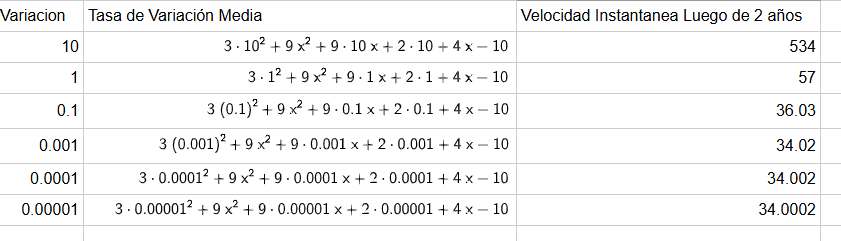 Variacion Tasa de Variación Media Velocidad Instantanea Luego de 2 años
10 3 · 10² + 9 x² + 9 · 10 x + 2 · 10 + 4 x − 10 534
1 3 · 1² + 9 x² + 9 · 1 x + 2 · 1 + 4 x − 10 57
0.1 3 (0.1)² + 9 x² + 9 · 0.1 x + 2 · 0.1 + 4 x − 10 36.03
0.001 3 (0.001)² + 9 x² + 9 · 0.001 x + 2 · 0.001 + 4 x − 10 34.02
0.0001 3 · 0.0001² + 9 x² + 9 · 0.0001 x + 2 · 0.0001 + 4 x − 10 34.002
0.00001 3 · 0.00001² + 9 x² + 9 · 0.00001 x + 2 · 0.00001 + 4 x − 10 34.0002